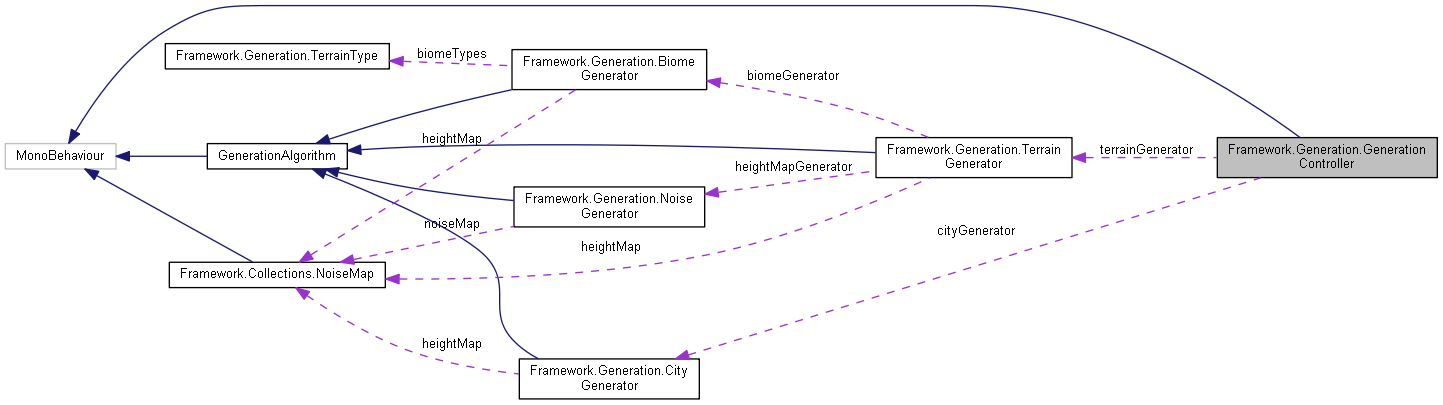 Framework.Generation.TerrainType
biomeTypes
Framework.Generation.Biome
Generator
biomeGenerator
MonoBehaviour
GenerationAlgorithm
heightMap
Framework.Generation.Terrain
Generator
terrainGenerator
Framework.Generation.Generation
Controller
heightMapGenerator
Framework.Generation.Noise
Generator
noiseMap
heightMap
cityGenerator
Framework.Collections.NoiseMap
heightMap
Framework.Generation.City
Generator